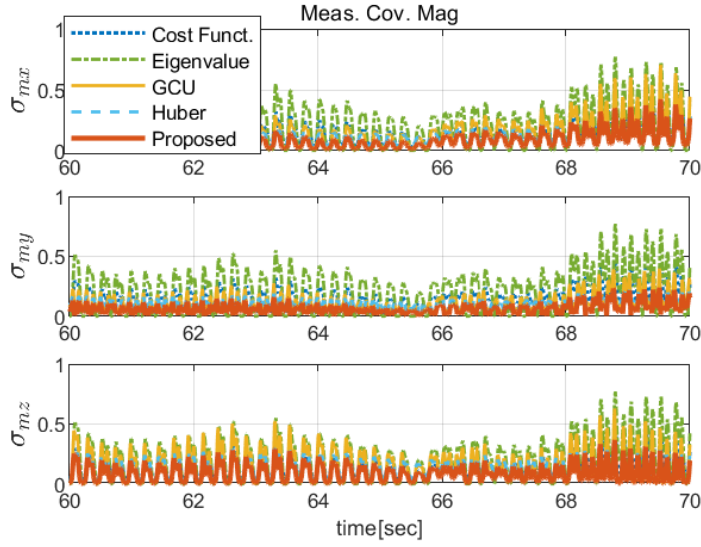 Meas. Cov. Mag
1
0.5
0
σmx
Cost Funct.
Eigenvalue
GCU
Huber
Proposed
60 62 64 66 68 70
1
0.5
0
σmy
60 62 64 66 68 70
1
0.5
0
σmz
60 62 64 66 68 70
time[sec]